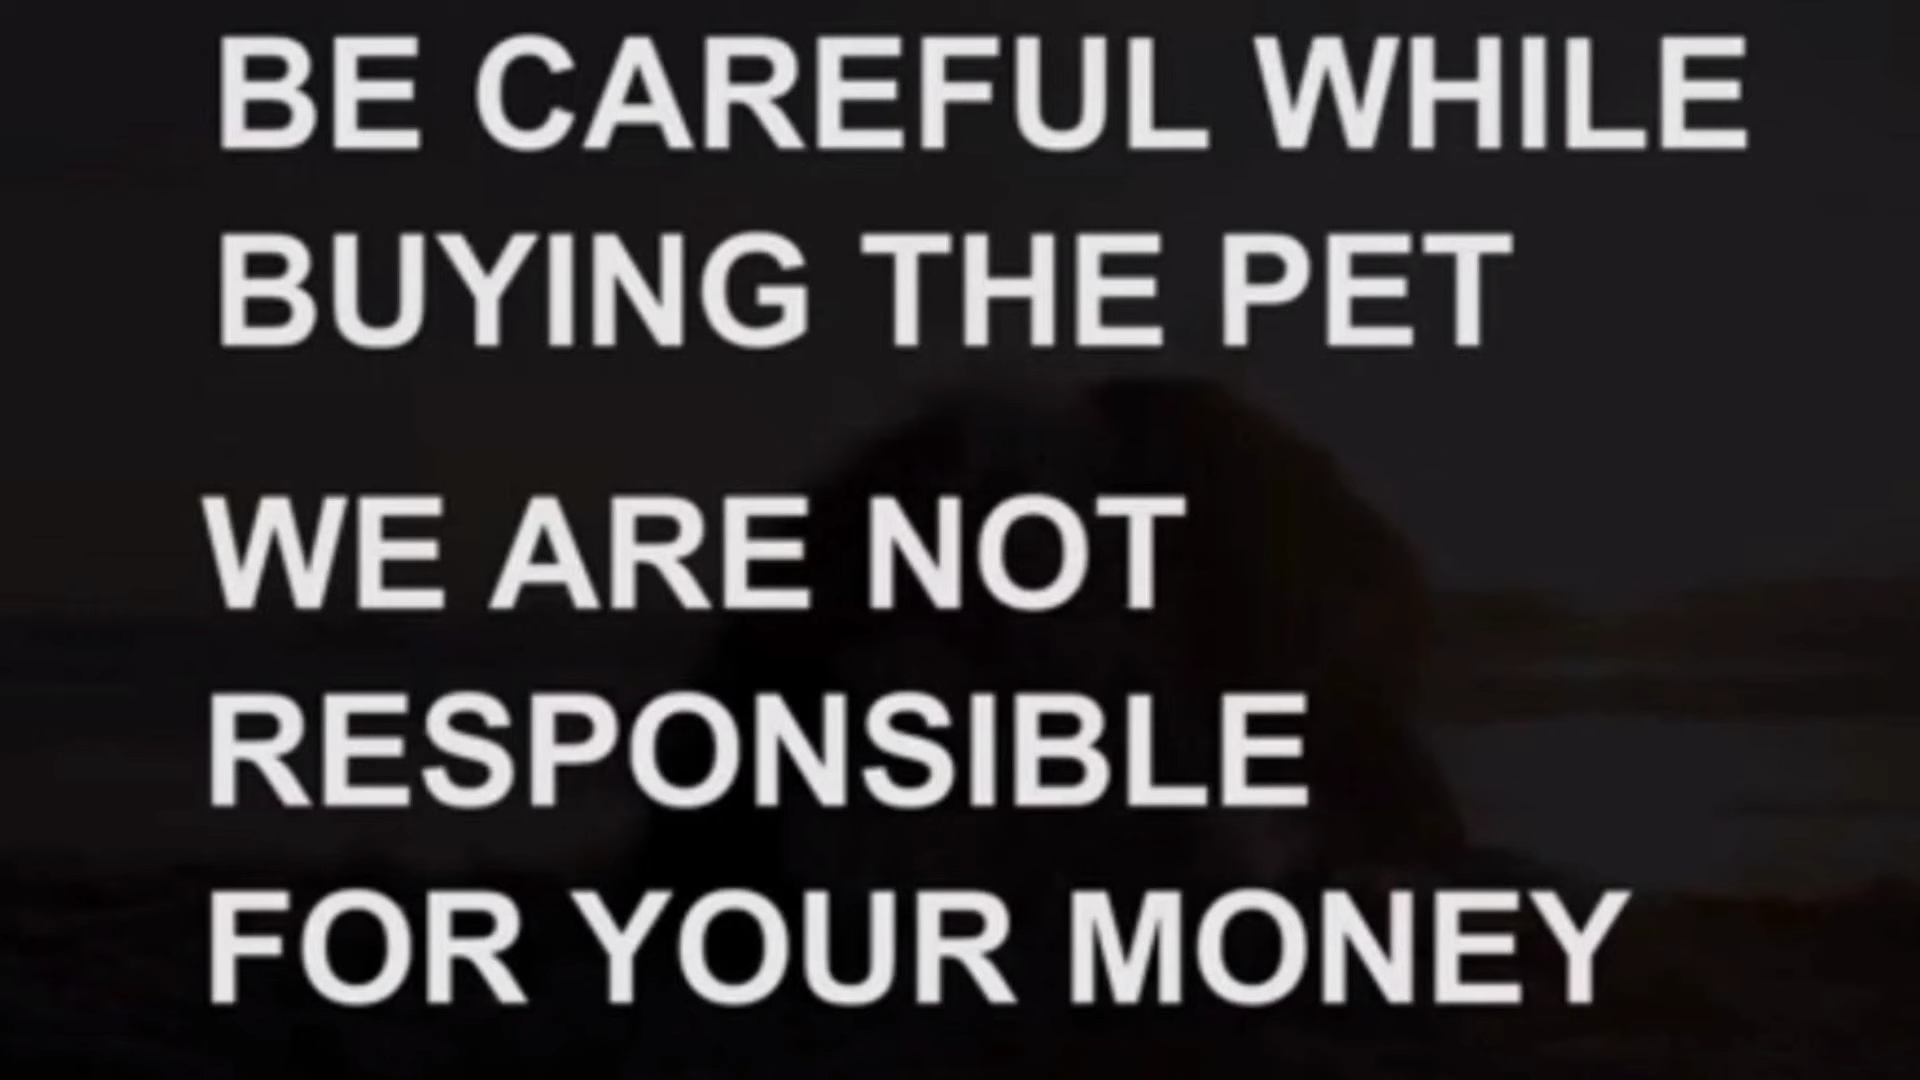 BE CAREFUL WHILE
BUYING THE PET
WE ARE NOT
RESPONSIBLE
FOR YOUR MONEY